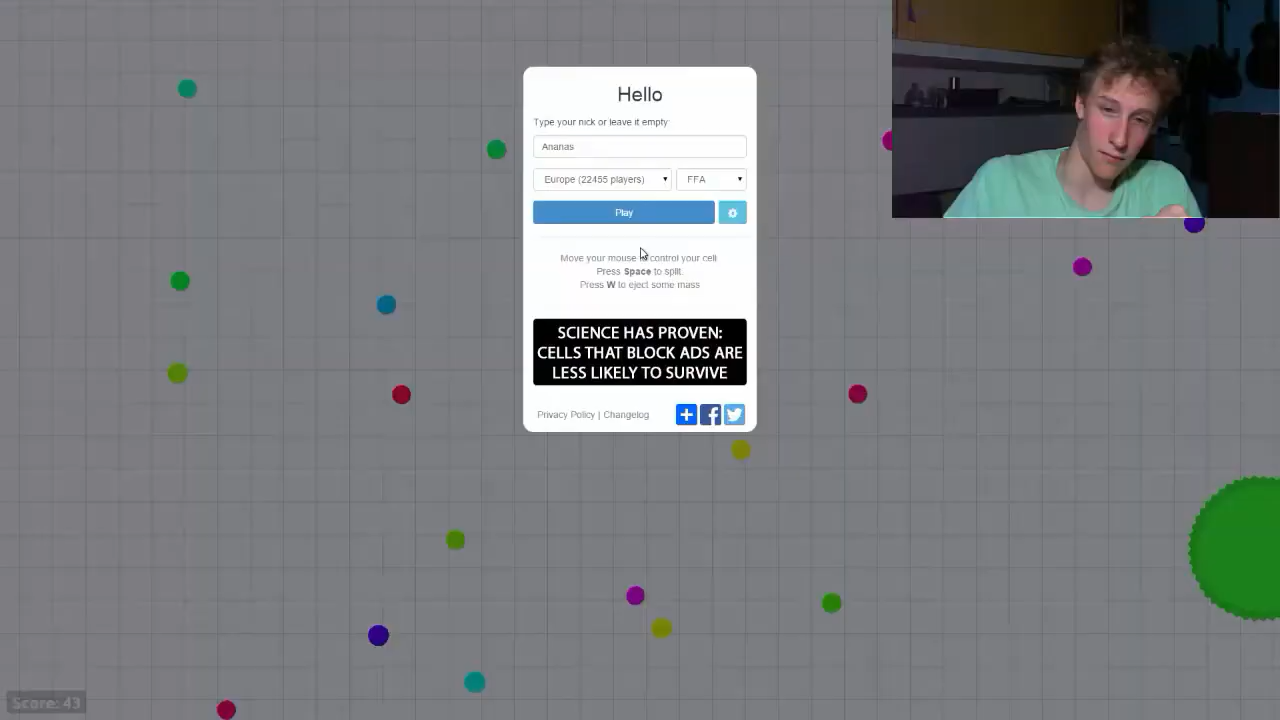 Hello
Type your nick or leave it empty
Ananas
Europe (22455 players) FFA
Play
Move your mouse to control your cell
Press Space to split.
Press W to eject some mass
SCIENCE HAS PROVEN:
CELLS THAT BLOCK ADS ARE
LESS LIKELY TO SURVIVE
Privacy Policy | Changelog
Score: 43